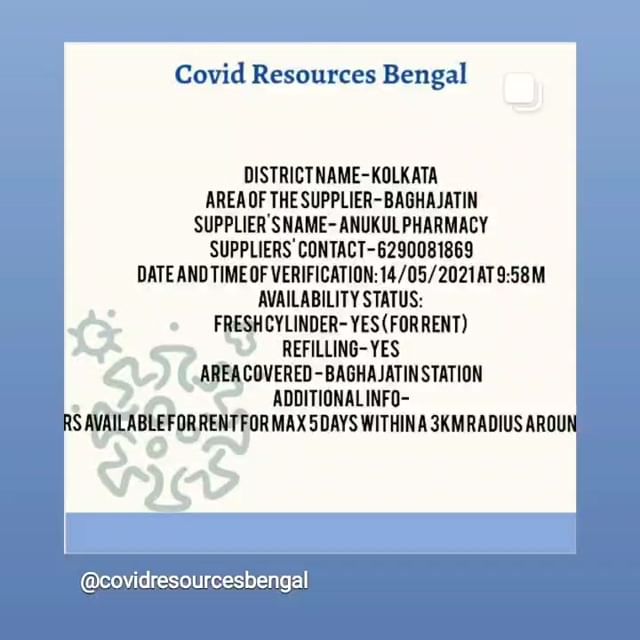 Covid Resources Bengal
DISTRICT NAME-KOLKATA
AREA OF THE SUPPLIER-BAGHAJATIN
SUPPLIER'S NAME-ANUKUL PHARMACY
SUPPLIERS' CONTACT-6290081869
DATE AND TIME OF VERIFICATION:14/05/2021 AT 9:58 M
AVAILABILITY STATUS:
FRESH CYLINDER-YES (FOR RENT)
REFILLING-YES
AREA COVERED-BAGHAJATIN STATION
ADDITIONAL INFO-
RS AVAILABLE FOR RENT FOR MAX 5 DAYS WITHIN A 3KM RADIUS AROUN
@covidresourcesbengal